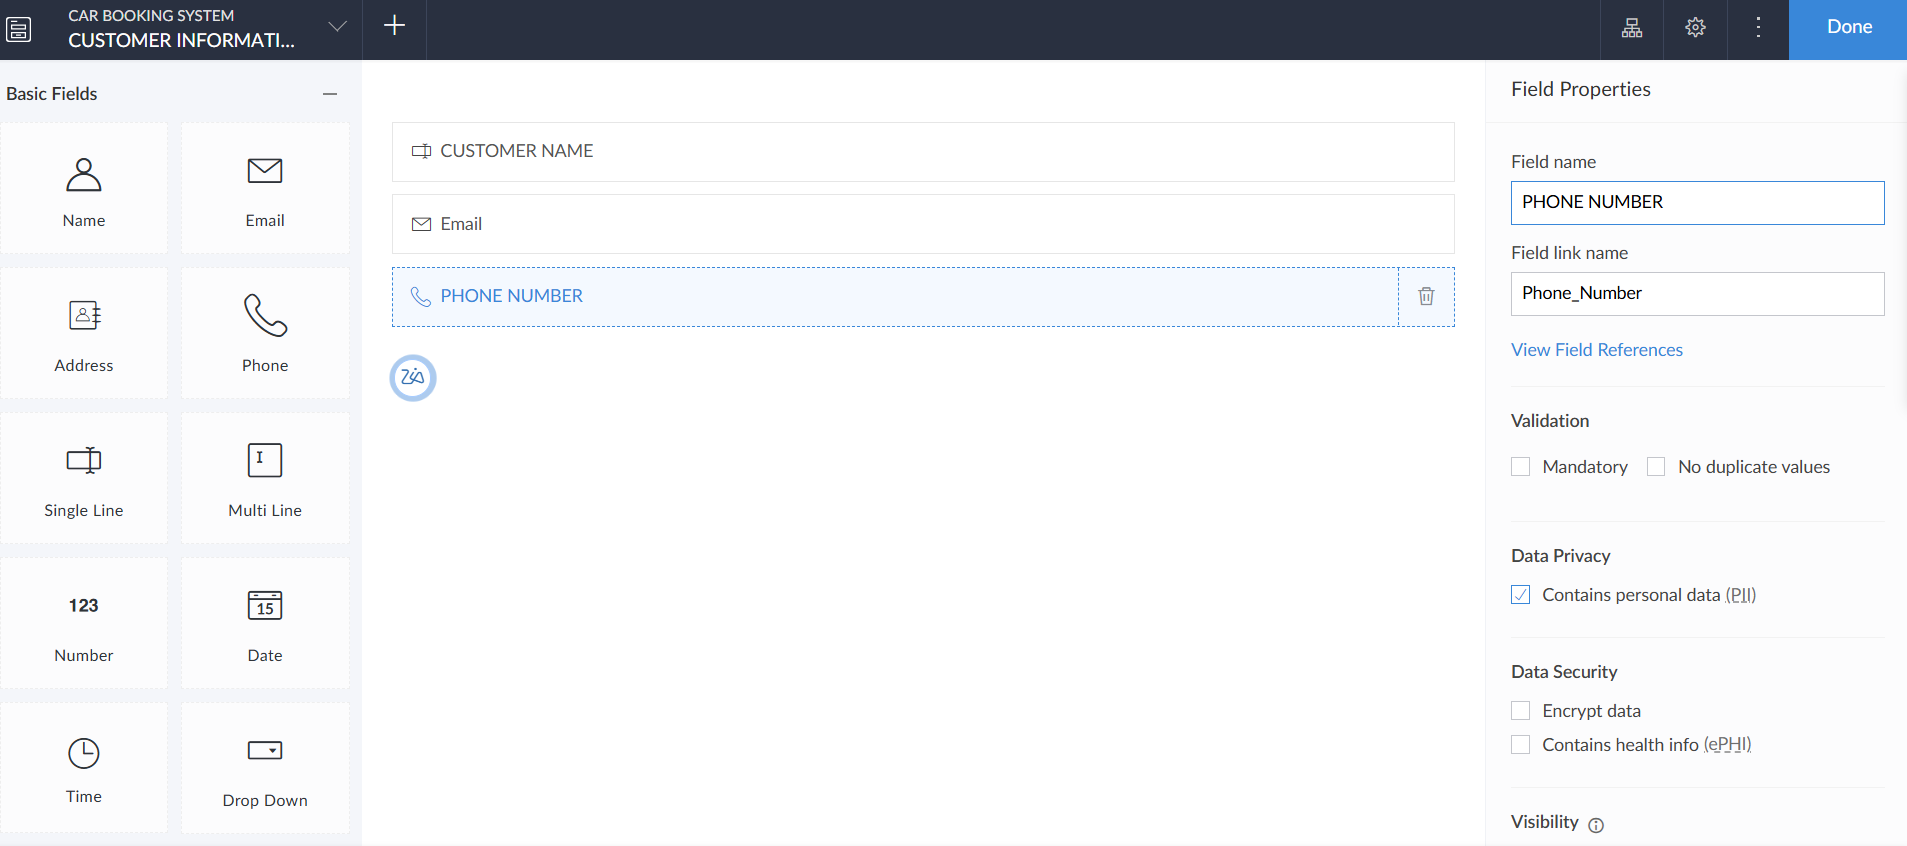 CAR BOOKING SYSTEM
CUSTOMER INFORMATI...
Done
Basic Fields
Name
Email
Address
Phone
Single Line
Multi Line
123
Number
15
Date
Time
Drop Down
CUSTOMER NAME
Email
PHONE NUMBER
Zia
Field Properties
Field name
PHONE NUMBER
Field link name
Phone_Number
View Field References
Validation
Mandatory
No duplicate values
Data Privacy
Contains personal data (PII)
Data Security
Encrypt data
Contains health info (ePHI)
Visibility